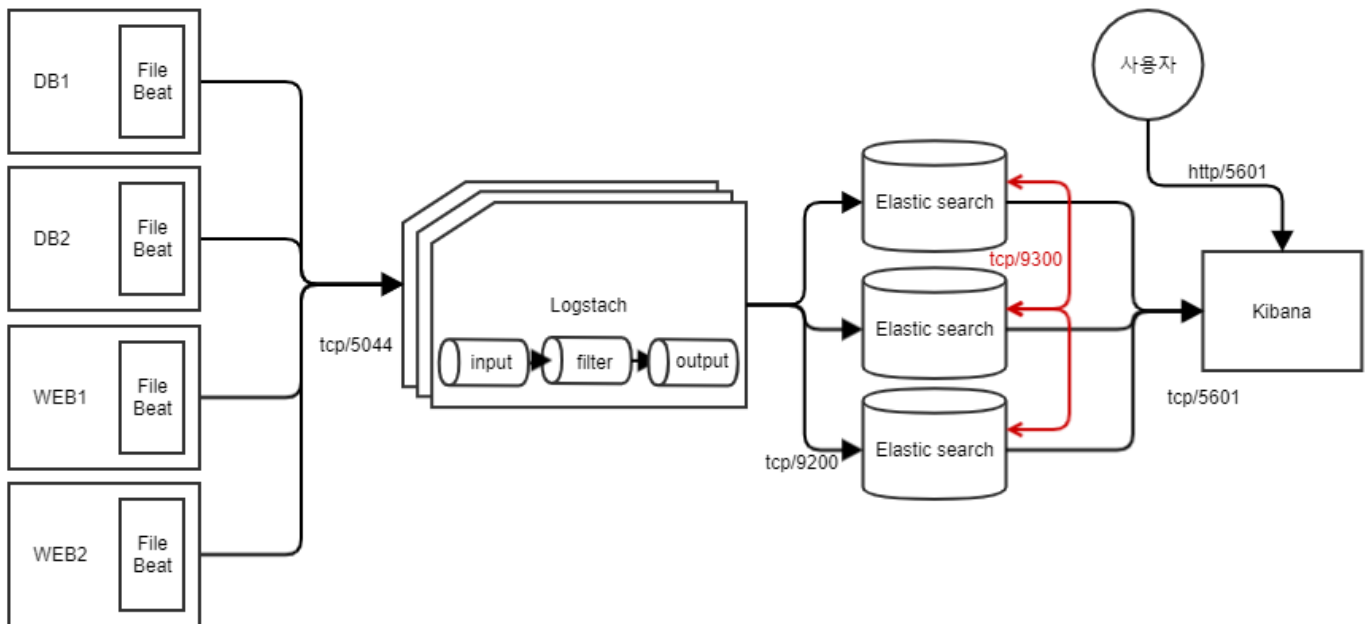 DB1
File
Beat
DB2
File
Beat
WEB1
File
Beat
WEB2
File
Beat
tcp/5044
Logstach
input
filter
output
tcp/9200
Elastic search
Elastic search
Elastic search
tcp/9300
사용자
http/5601
Kibana
tcp/5601